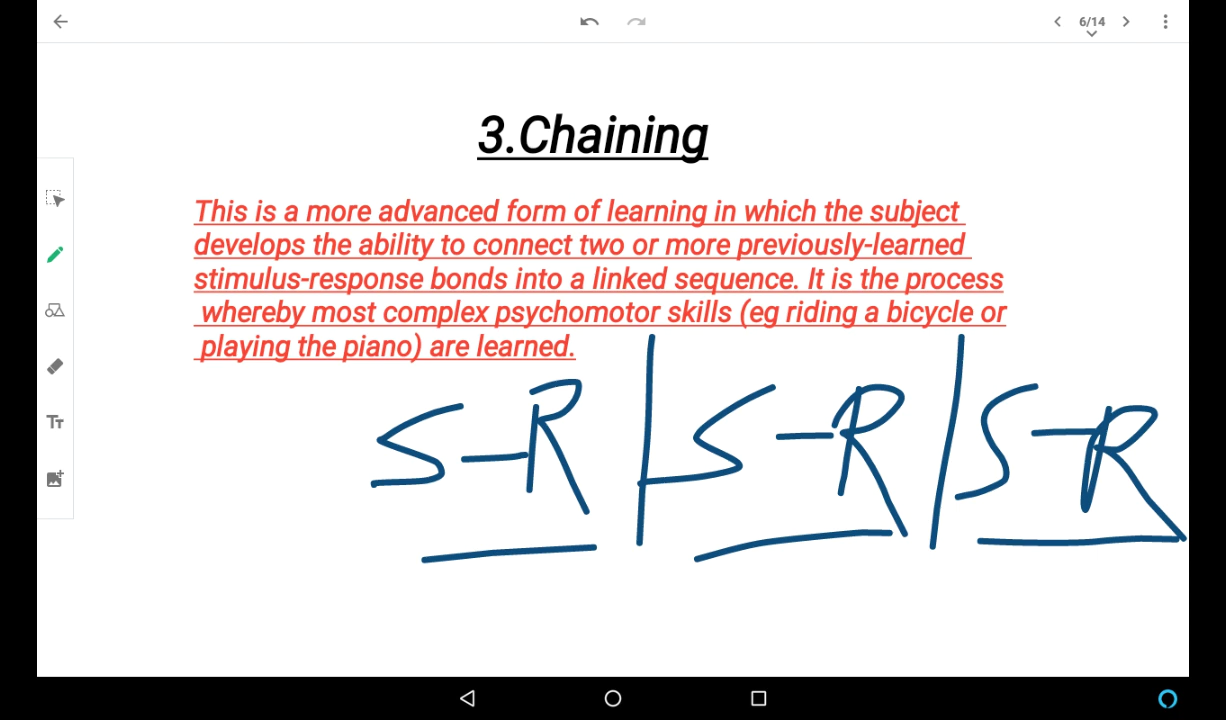 6/14
3.Chaining
This is a more advanced form of learning in which the subject
develops the ability to connect two or more previously-learned
stimulus-response bonds into a linked sequence. It is the process
whereby most complex psychomotor skills (eg riding a bicycle or
playing the piano) are learned.
S-R | S-R | S-R
Tт